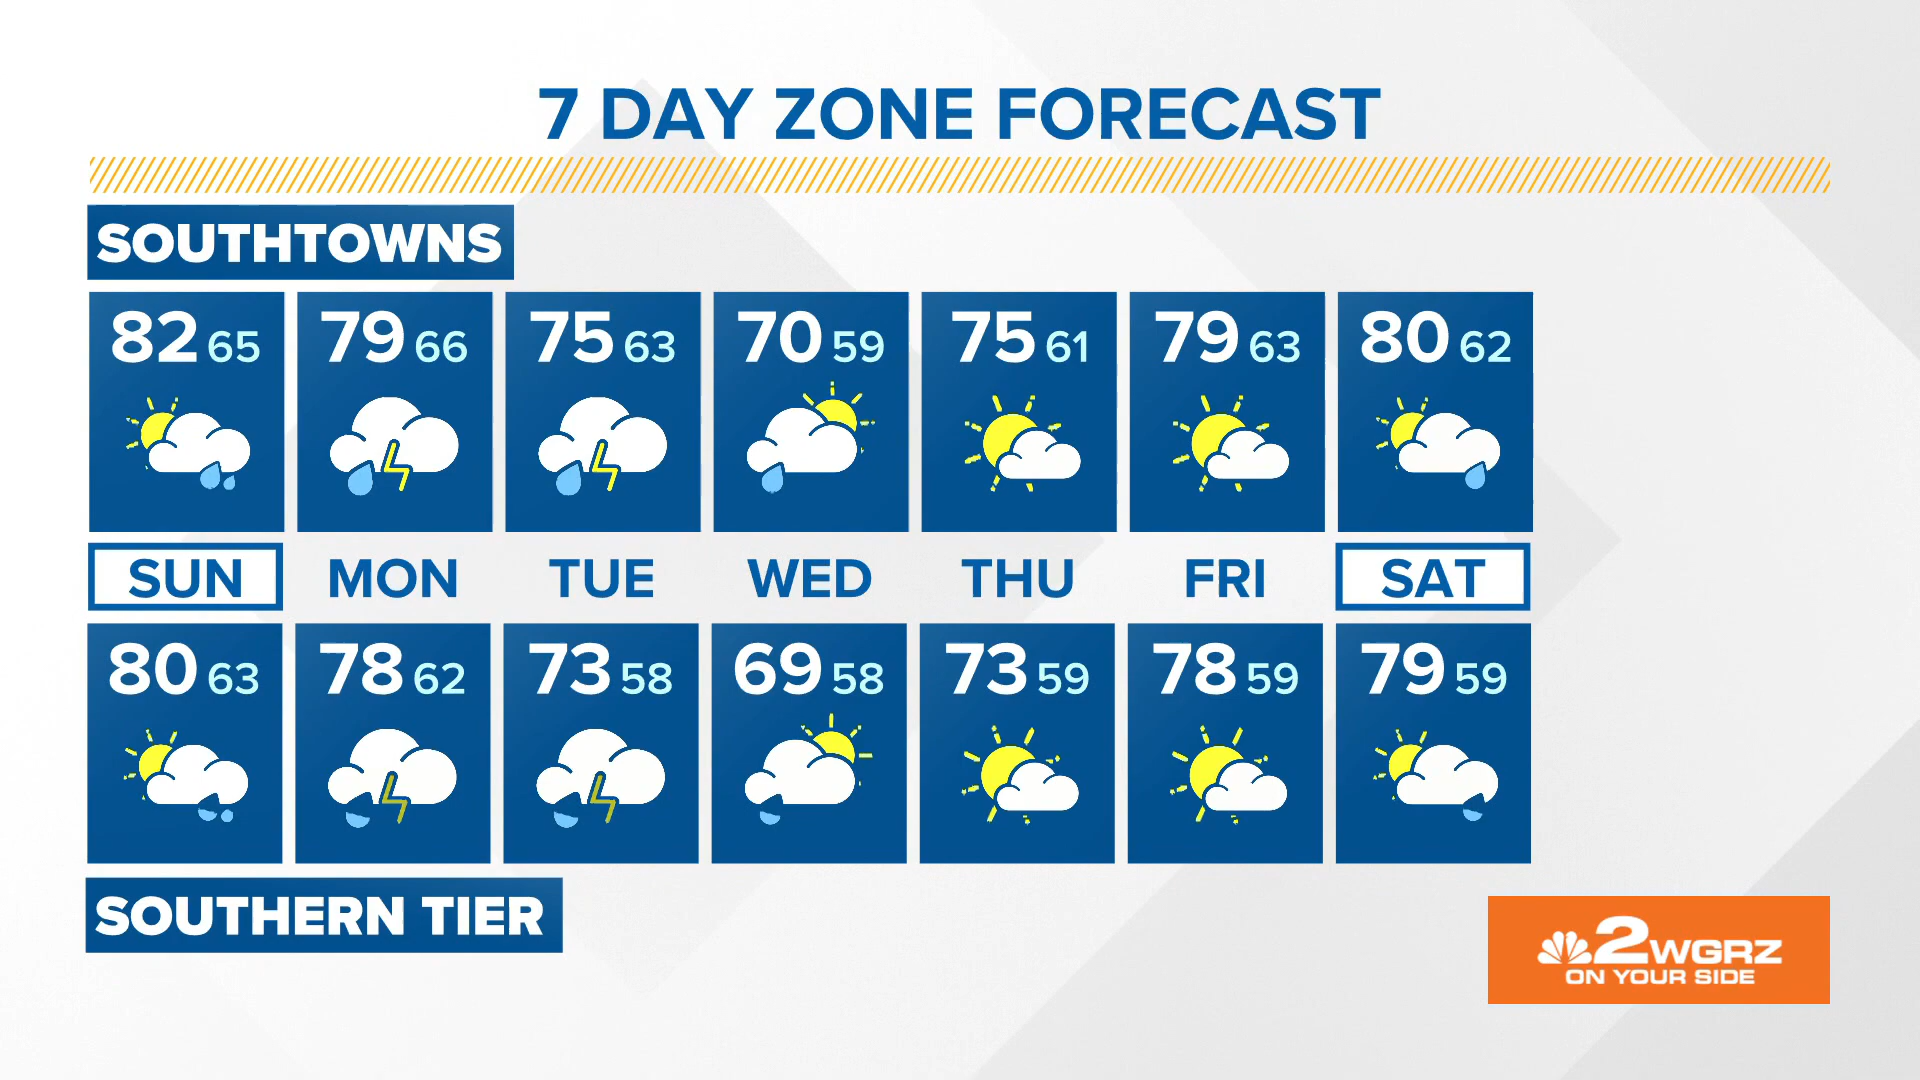 7 DAY ZONE FORECAST
SOUTHTOWNS
82 65 79 66 75 63 70 59 75 61 79 63 80 62
SUN MON TUE WED THU FRI SAT
80 63 78 62 73 58 69 58 73 59 78 59 79 59
SOUTHERN TIER
2 WGRZ
ON YOUR SIDE